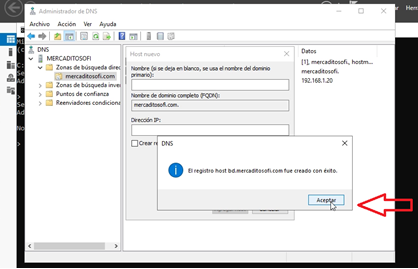 Administrador de DNS
Archivo Acción Ver Ayuda
DNS
MERCADITOSOFI
Zonas de búsqueda direc
mercaditosofi.com
Zonas de búsqueda inver
Puntos de confianza
Reenviadores condiciona
Host nuevo
Nombre (si se deja en blanco, se usa el nombre del dominio
primario):
Nombre de dominio completo (FQDN):
mercaditosofi.com.
Dirección IP:
Crear re
Datos
[1], mercaditosofi., hostm...
mercaditosofi.
192.168.1.20
DNS
El registro host bd.mercaditosofi.com fue creado con éxito.
Aceptar